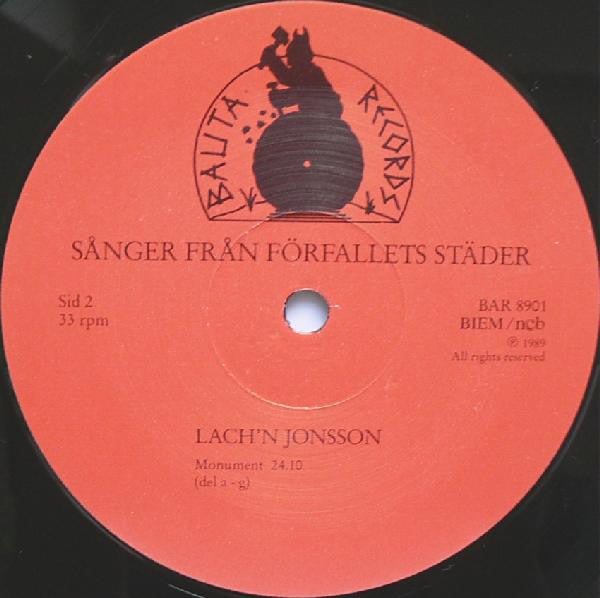 BAUTA RECORDS
SÅNGER FRÅN FÖRFALLETS STÄDER
Sid 2
33 rpm
BAR 8901
BIEM/ncb
℗ 1989
All rights reserved
LACH'N JONSSON
Monument 24.10.
(del a - g)